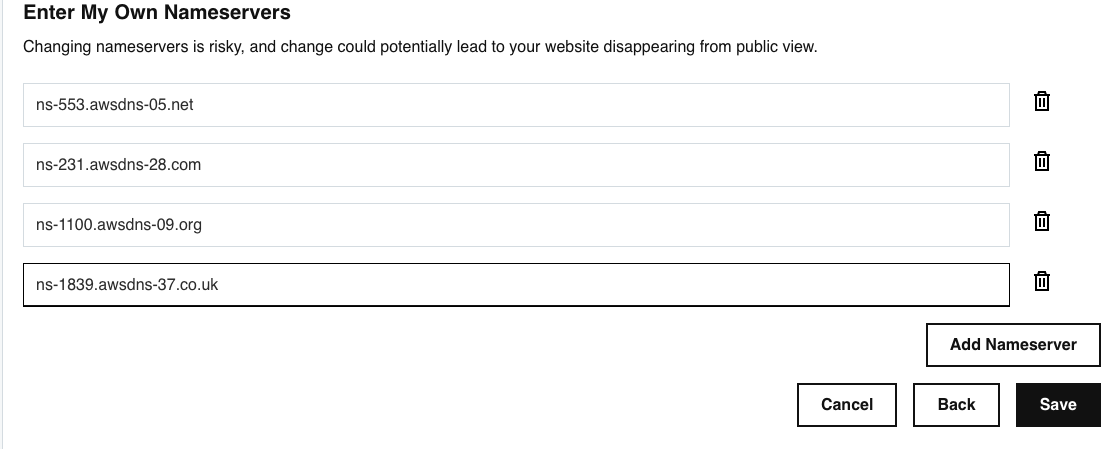 Enter My Own Nameservers
Changing nameservers is risky, and change could potentially lead to your website disappearing from public view.
ns-553.awsdns-05.net
ns-231.awsdns-28.com
ns-1100.awsdns-09.org
ns-1839.awsdns-37.co.uk
Add Nameserver
Cancel Back Save